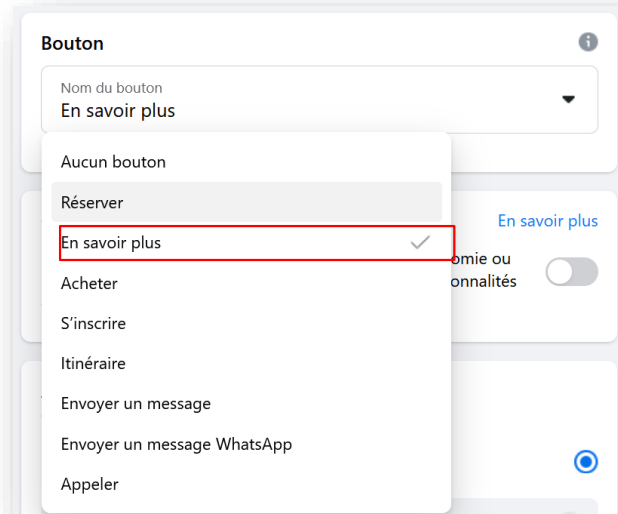 Bouton
Nom du bouton
En savoir plus
Aucun bouton
Réserver
En savoir plus
En savoir plus
omie ou
Acheter
onnalités
S'inscrire
Itinéraire
Envoyer un message
Envoyer un message WhatsApp
Appeler